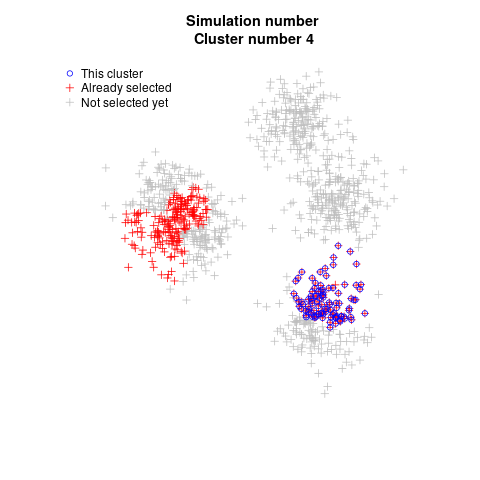 Simulation number
Cluster number 4
This cluster
Already selected
Not selected yet